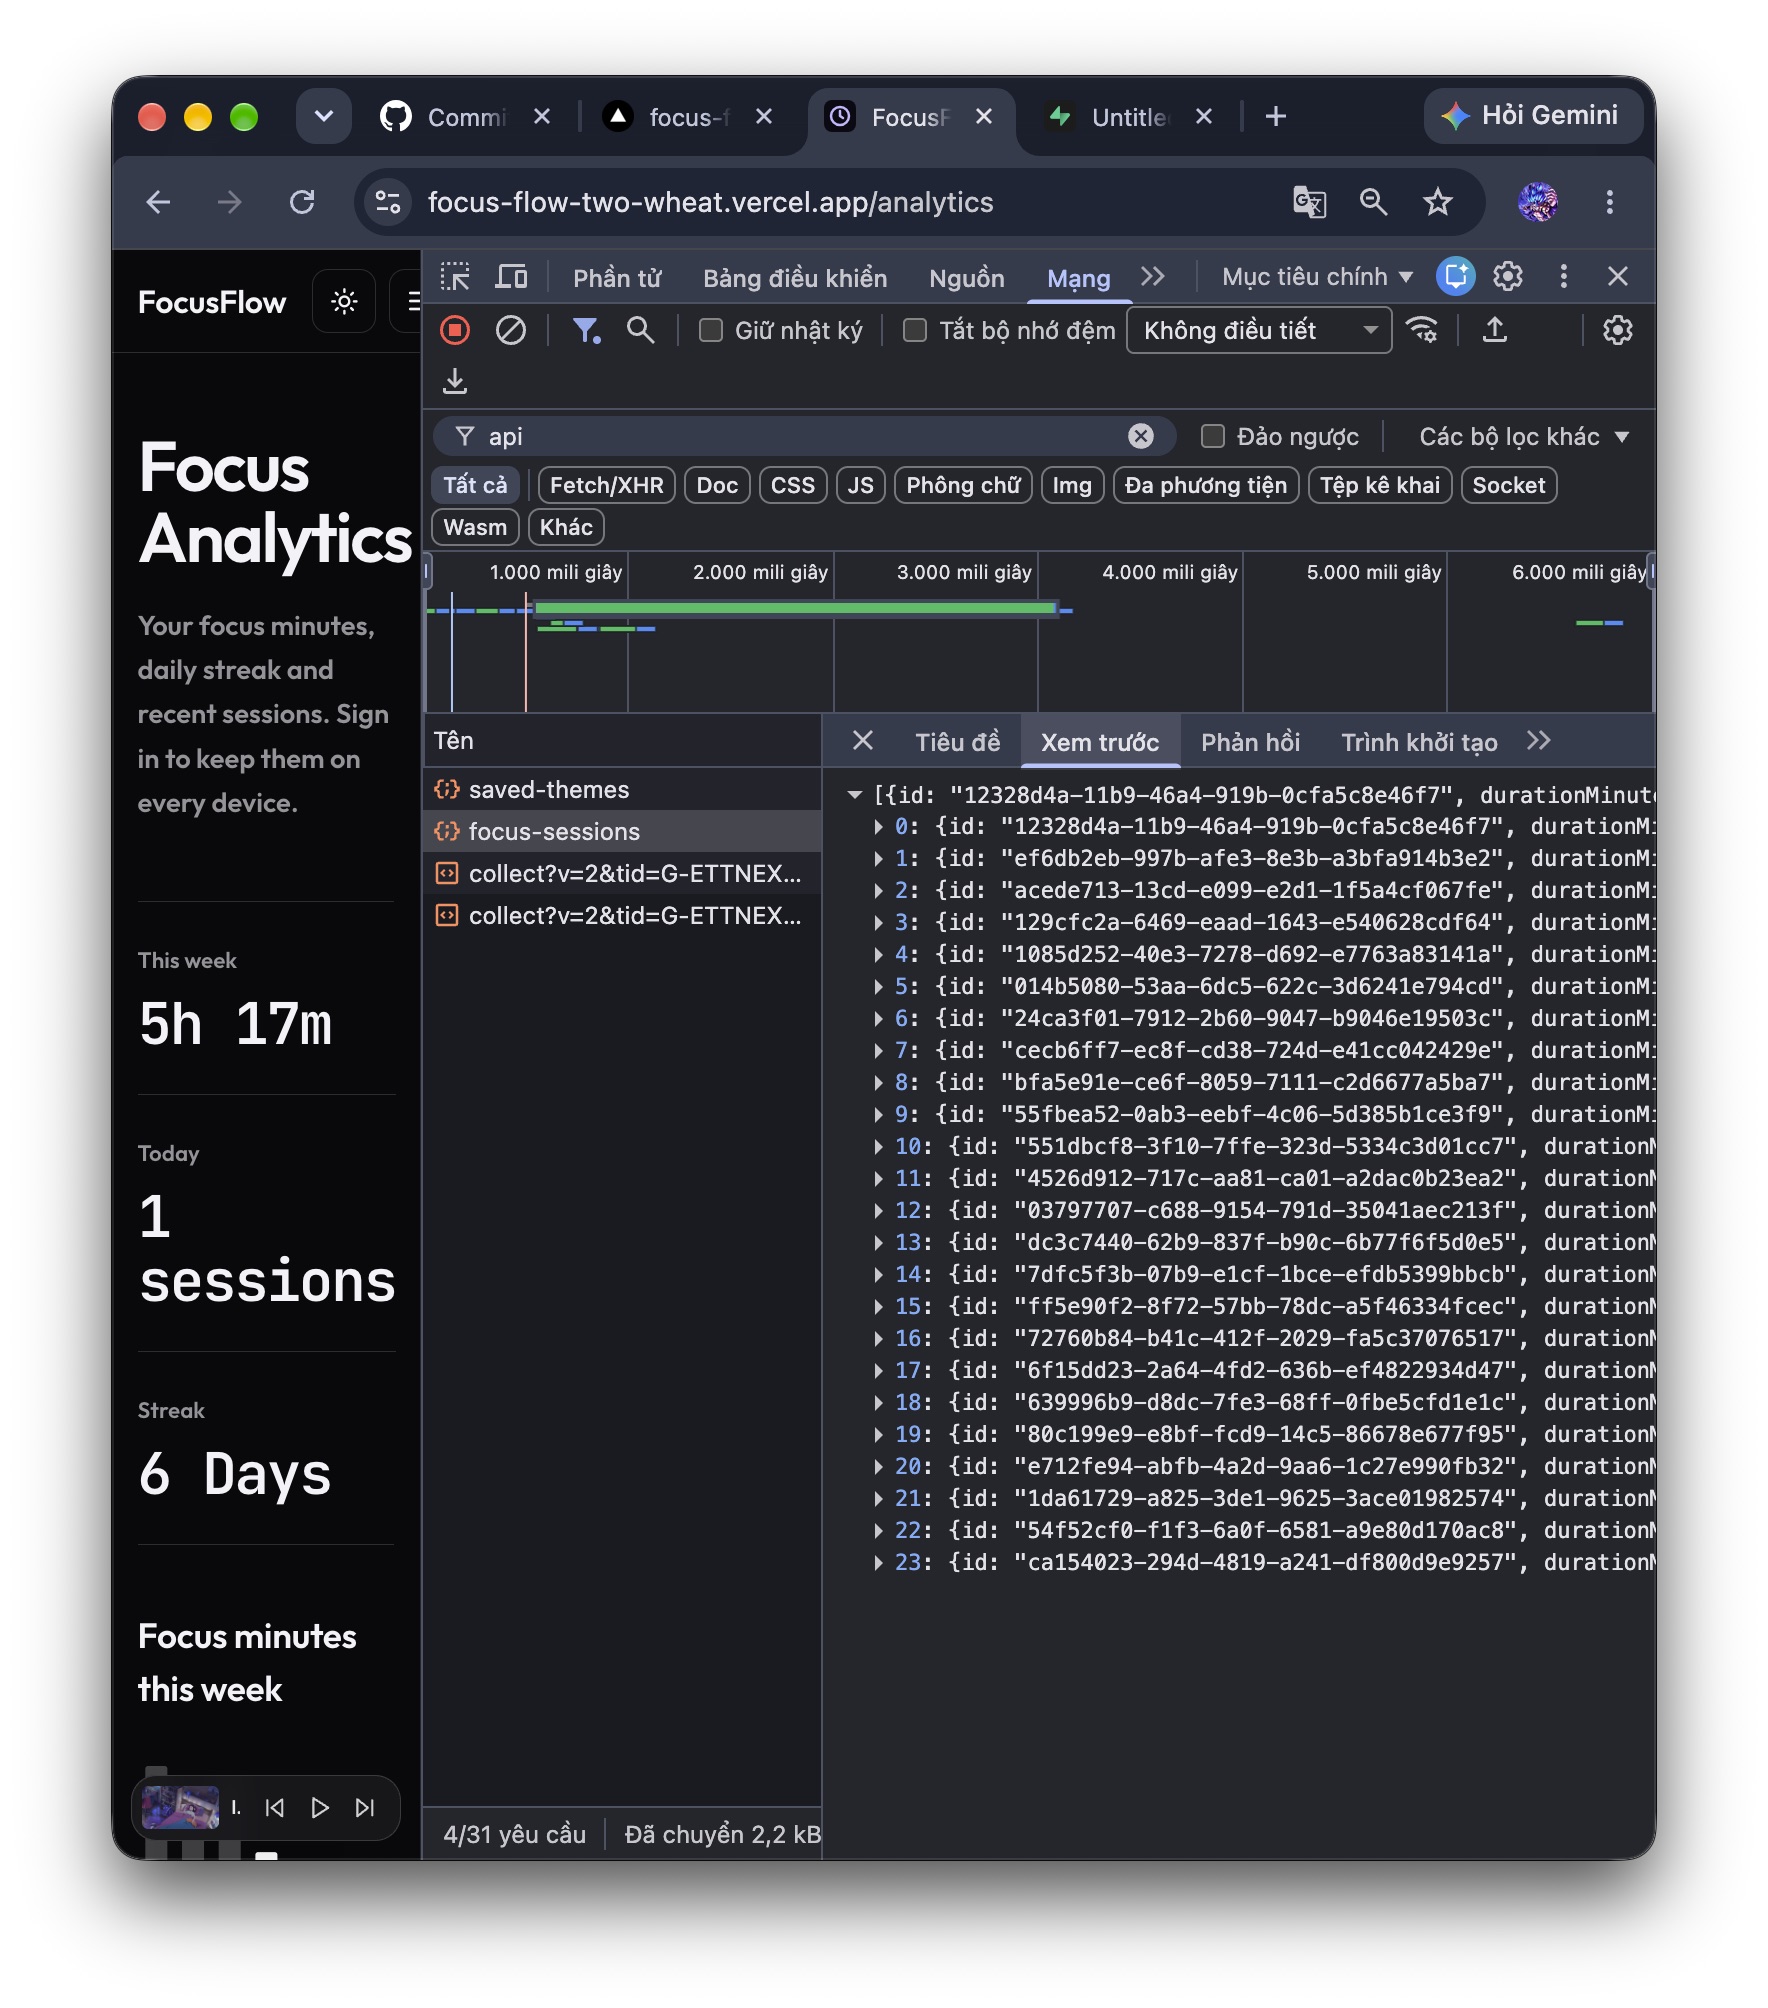 Commi
focus-f
FocusF
Untitle
Hỏi Gemini
focus-flow-two-wheat.vercel.app/analytics
FocusFlow
Focus
Analytics
Your focus minutes,
daily streak and
recent sessions. Sign
in to keep them on
every device.
This week
5h 17m
Today
1
sessions
Streak
6 Days
Focus minutes
this week
I.
Phần tử
Bảng điều khiển
Nguồn
Mạng
Mục tiêu chính
Giữ nhật ký
Tắt bộ nhớ đệm
Không điều tiết
api
Đảo ngược
Các bộ lọc khác
Tất cả
Fetch/XHR
Doc
CSS
JS
Phông chữ
Img
Đa phương tiện
Tệp kê khai
Socket
Wasm
Khác
1.000 mili giây
2.000 mili giây
3.000 mili giây
4.000 mili giây
5.000 mili giây
6.000 mili giây
Tên
saved-themes
focus-sessions
collect?v=2&tid=G-ETTNEX...
collect?v=2&tid=G-ETTNEX...
4/31 yêu cầu
Đã chuyển 2,2 kB
Tiêu đề
Xem trước
Phản hồi
Trình khởi tạo
[{id: "12328d4a-11b9-46a4-919b-0cfa5c8e46f7", durationMinut
0: {id: "12328d4a-11b9-46a4-919b-0cfa5c8e46f7", durationMi
1: {id: "ef6db2eb-997b-afe3-8e3b-a3bfa914b3e2", durationMi
2: {id: "acede713-13cd-e099-e2d1-1f5a4cf067fe", durationMi
3: {id: "129cfc2a-6469-eaad-1643-e540628cdf64", durationMi
4: {id: "1085d252-40e3-7278-d692-e7763a83141a", durationMi
5: {id: "014b5080-53aa-6dc5-622c-3d6241e794cd", durationMi
6: {id: "24ca3f01-7912-2b60-9047-b9046e19503c", durationMi
7: {id: "cecb6ff7-ec8f-cd38-724d-e41cc042429e", durationMi
8: {id: "bfa5e91e-ce6f-8059-7111-c2d6677a5ba7", durationMi
9: {id: "55fbea52-0ab3-eebf-4c06-5d385b1ce3f9", durationMi
10: {id: "551dbcf8-3f10-7ffe-323d-5334c3d01cc7", durationM
11: {id: "4526d912-717c-aa81-ca01-a2dac0b23ea2", durationM
12: {id: "03797707-c688-9154-791d-35041aec213f", durationM
13: {id: "dc3c7440-62b9-837f-b90c-6b77f6f5d0e5", durationM
14: {id: "7dfc5f3b-07b9-e1cf-1bce-efdb5399bbcb", durationM
15: {id: "ff5e90f2-8f72-57bb-78dc-a5f46334fcec", durationM
16: {id: "72760b84-b41c-412f-2029-fa5c37076517", durationM
17: {id: "6f15dd23-2a64-4fd2-636b-ef4822934d47", durationM
18: {id: "639996b9-d8dc-7fe3-68ff-0fbe5cfd1e1c", durationM
19: {id: "80c199e9-e8bf-fcd9-14c5-86678e677f95", durationM
20: {id: "e712fe94-abfb-4a2d-9aa6-1c27e990fb32", durationM
21: {id: "1da61729-a825-3de1-9625-3ace01982574", durationM
22: {id: "54f52cf0-f1f3-6a0f-6581-a9e80d170ac8", durationM
23: {id: "ca154023-294d-4819-a241-df800d9e9257", durationM